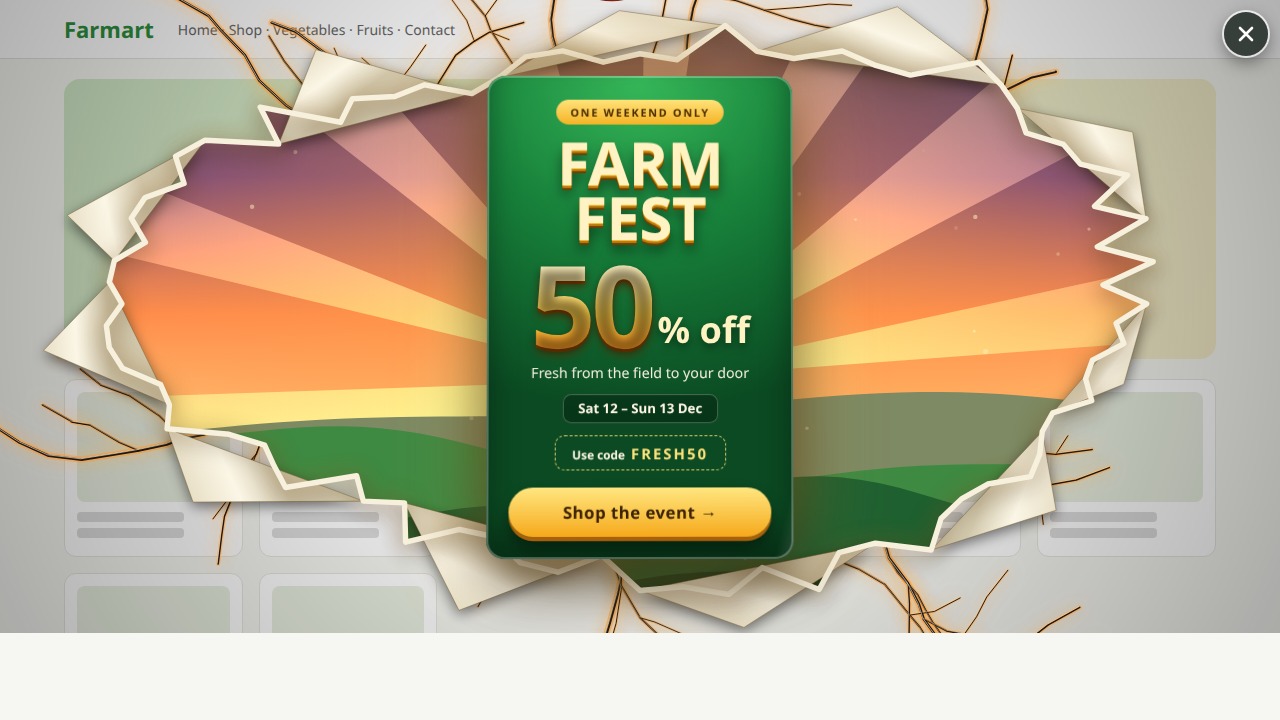 Farmart
Home · Shop · Vegetables · Fruits · Contact
ONE WEEKEND ONLY
FARM
FEST
50% off
Fresh from the field to your door
Sat 12 – Sun 13 Dec
Use code FRESH50
Shop the event →